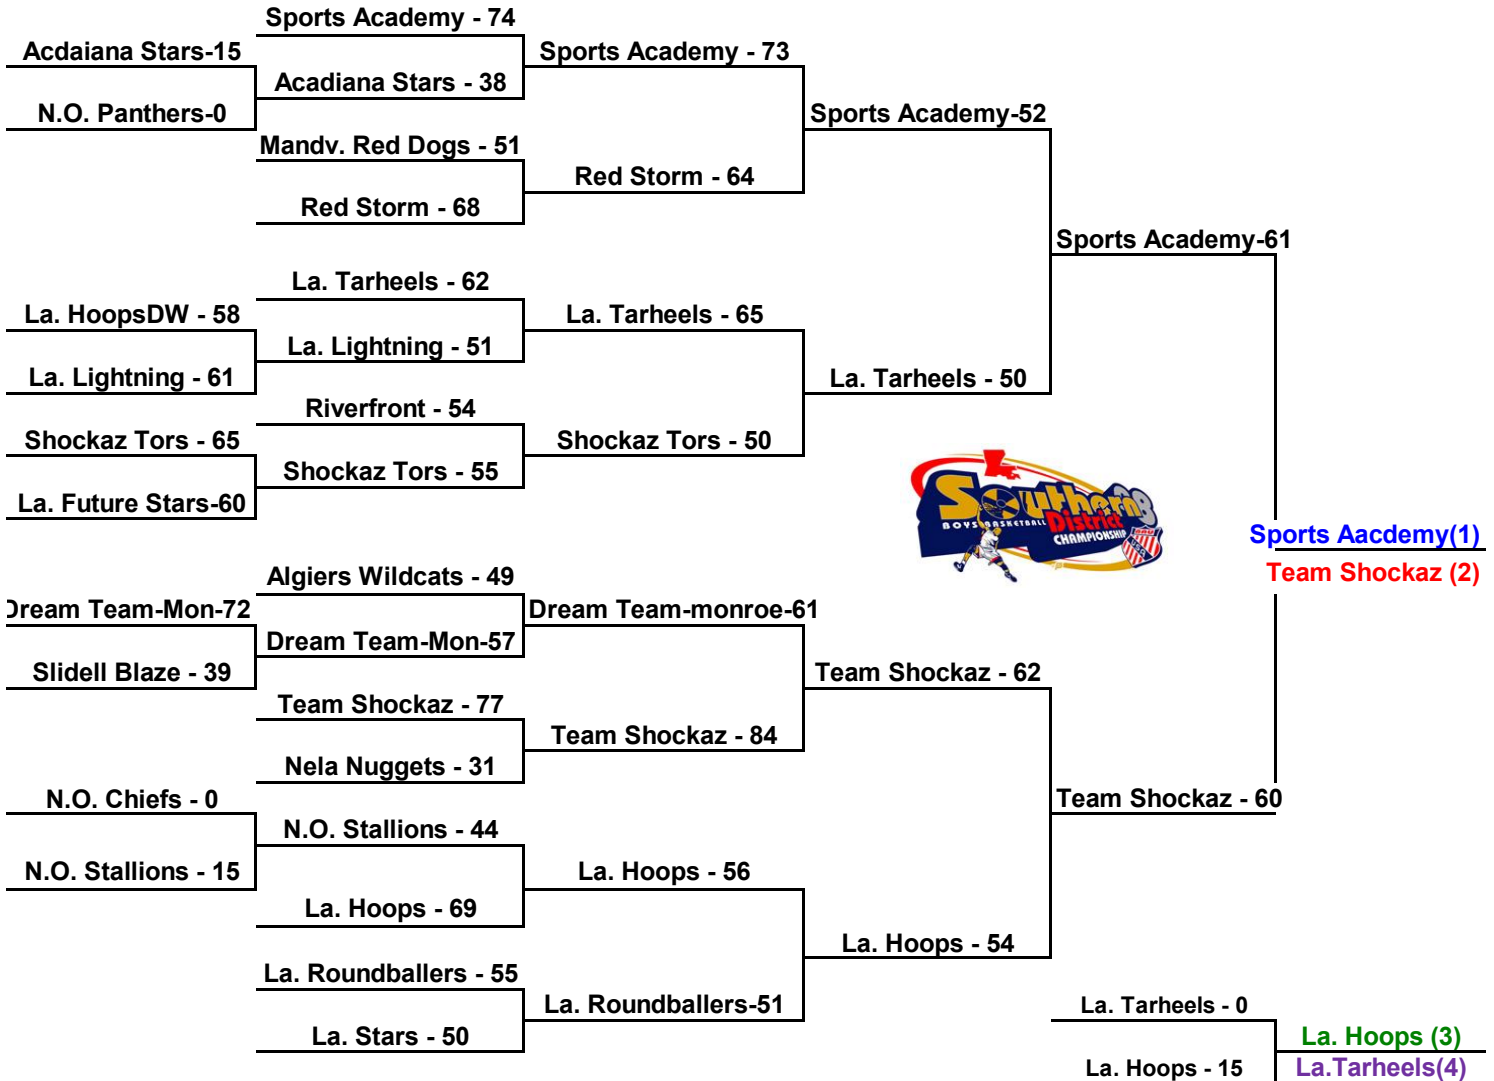 Sports Academy - 74
Acdaiana Stars-15
Sports Academy - 73
Acadiana Stars - 38
N.O. Panthers-0
Sports Academy-52
Mandv. Red Dogs - 51
Red Storm - 64
Red Storm - 68
Sports Academy-61
La. Tarheels - 62
La. HoopsDW - 58
La. Tarheels - 65
La. Lightning - 51
La. Lightning - 61
La. Tarheels - 50
Riverfront - 54
Shockaz Tors - 65
Shockaz Tors - 50
Shockaz Tors - 55
La. Future Stars-60
Southern
BOYS BASKETBALL
District
CHAMPIONSHIP
Sports Aacdemy(1)
Team Shockaz (2)
Algiers Wildcats - 49
Dream Team-Mon-72
Dream Team-monroe-61
Dream Team-Mon-57
Slidell Blaze - 39
Team Shockaz - 62
Team Shockaz - 77
Team Shockaz - 84
Nela Nuggets - 31
N.O. Chiefs - 0
Team Shockaz - 60
N.O. Stallions - 44
N.O. Stallions - 15
La. Hoops - 56
La. Hoops - 69
La. Hoops - 54
La. Roundballers - 55
La. Roundballers-51
La. Tarheels - 0
La. Stars - 50
La. Hoops (3)
La. Hoops - 15
La.Tarheels(4)